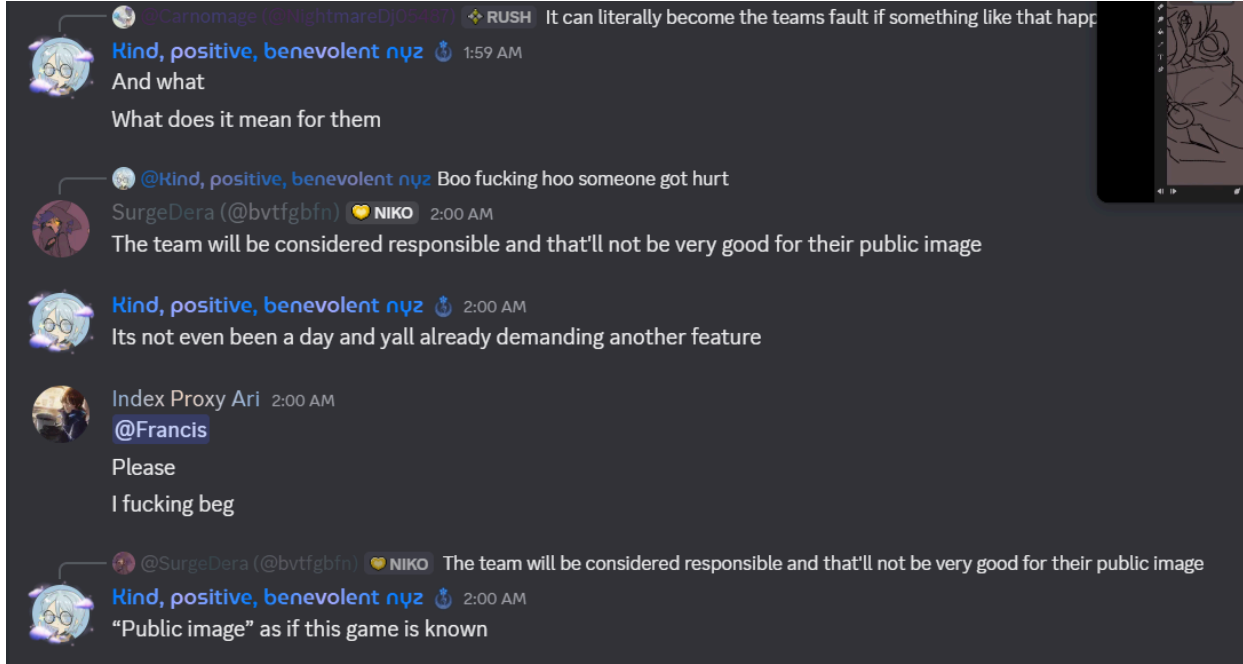 @Carnomage (@NightmareDj05467) RUSH It can literally become the teams fault if something like that happ
Kind, positive, benevolent nyz 1:59 AM
And what
What does it mean for them
@Kind, positive, benevolent nyz Boo fucking hoo someone got hurt
SurgeDera (@bvtfgbfn) NIKO 2:00 AM
The team will be considered responsible and that'll not be very good for their public image
Kind, positive, benevolent nyz 2:00 AM
Its not even been a day and yall already demanding another feature
Index Proxy Ari 2:00 AM
@Francis
Please
I fucking beg
@SurgeDera (@bvtfgbfn) NIKO The team will be considered responsible and that'll not be very good for their public image
Kind, positive, benevolent nyz 2:00 AM
“Public image” as if this game is known